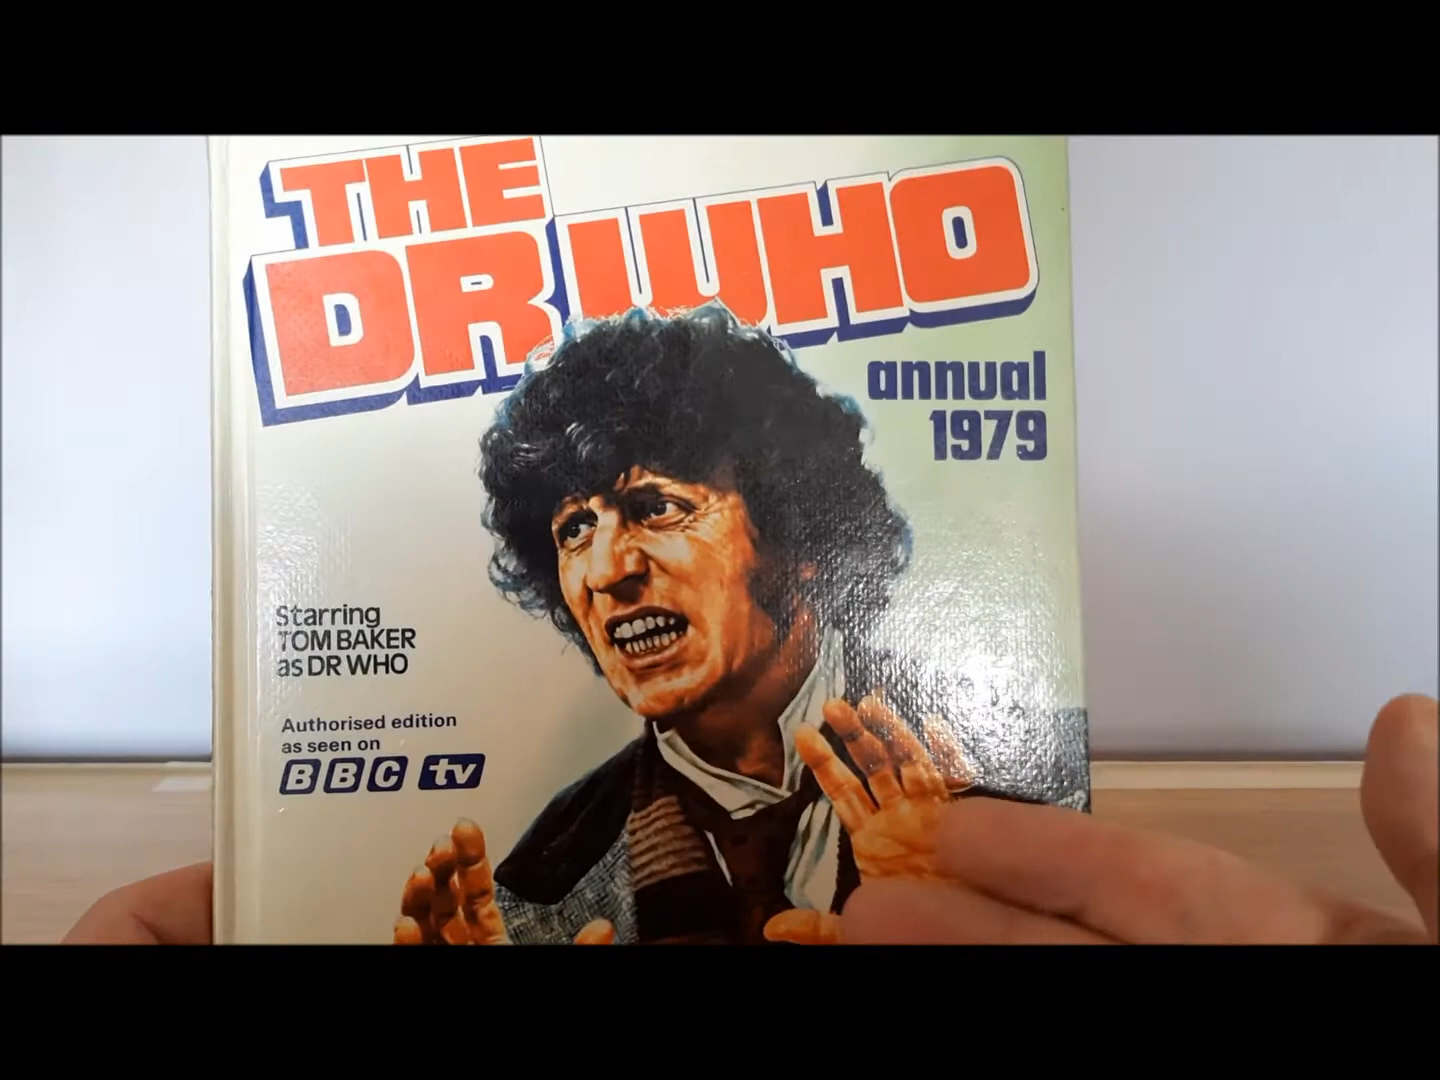 THE
DR WHO
annual
1979
Starring
TOM BAKER
as DR WHO
Authorised edition
as seen on
BBC tv